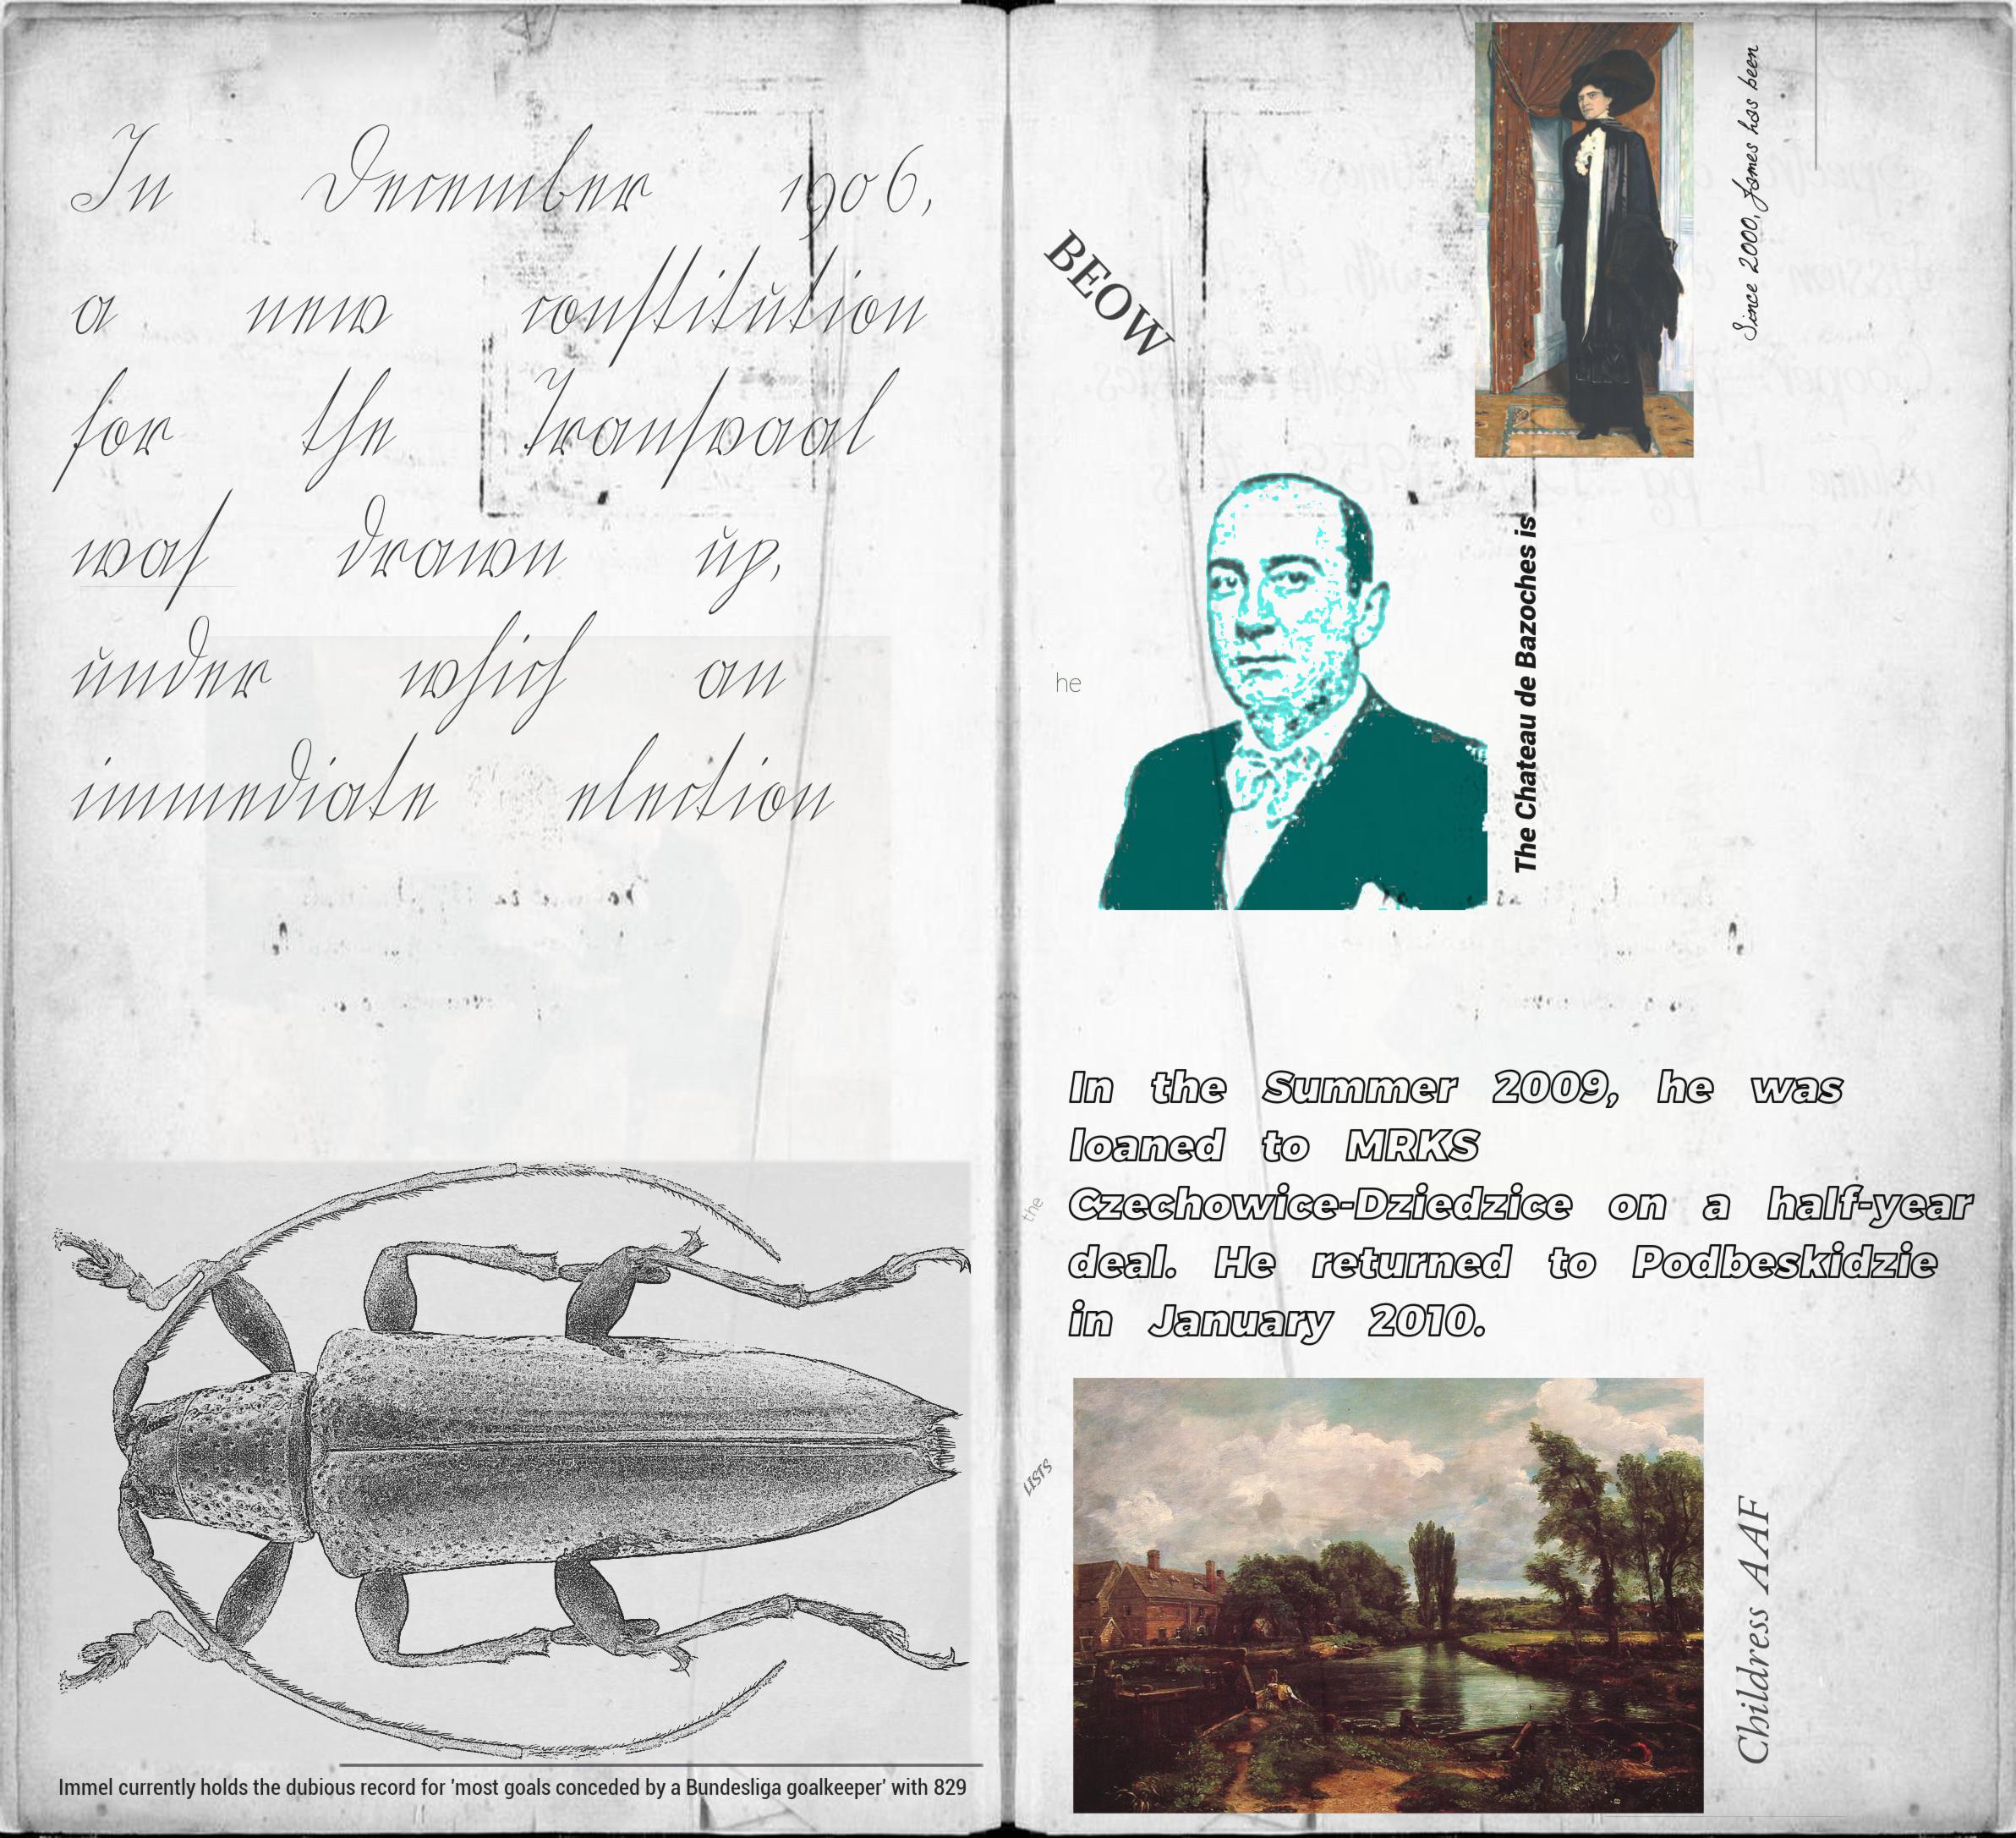 In December 1906,
a new constitution
for the Transvaal
was drawn up,
under which an
immediate election
Immel currently holds the dubious record for 'most goals conceded by a Bundesliga goalkeeper' with 829
BEOW
Since 2000, James has been
he
The Chateau de Bazoches is
In the Summer 2009, he was
loaned to MRKS
Czechowice-Dziedzice on a half-year
deal. He returned to Podbeskidzie
in January 2010.
the
LISTS
Childress AAF